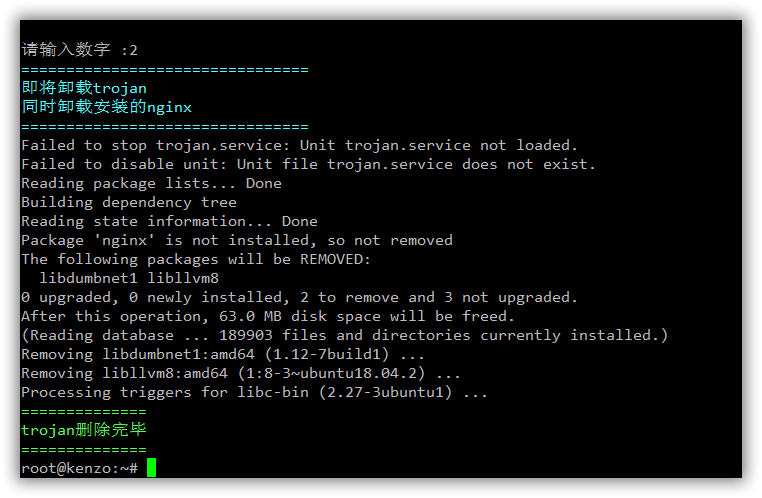 请输入数字 :2
===============================
即将卸载trojan
同时卸载安装的nginx
===============================
Failed to stop trojan.service: Unit trojan.service not loaded.
Failed to disable unit: Unit file trojan.service does not exist.
Reading package lists... Done
Building dependency tree
Reading state information... Done
Package 'nginx' is not installed, so not removed
The following packages will be REMOVED:
  libdumbnet1 libllvm8
0 upgraded, 0 newly installed, 2 to remove and 3 not upgraded.
After this operation, 63.0 MB disk space will be freed.
(Reading database ... 189903 files and directories currently installed.)
Removing libdumbnet1:amd64 (1.12-7build1) ...
Removing libllvm8:amd64 (1:8-3~ubuntu18.04.2) ...
Processing triggers for libc-bin (2.27-3ubuntu1) ...
==============
trojan删除完毕
==============
root@kenzo:~#